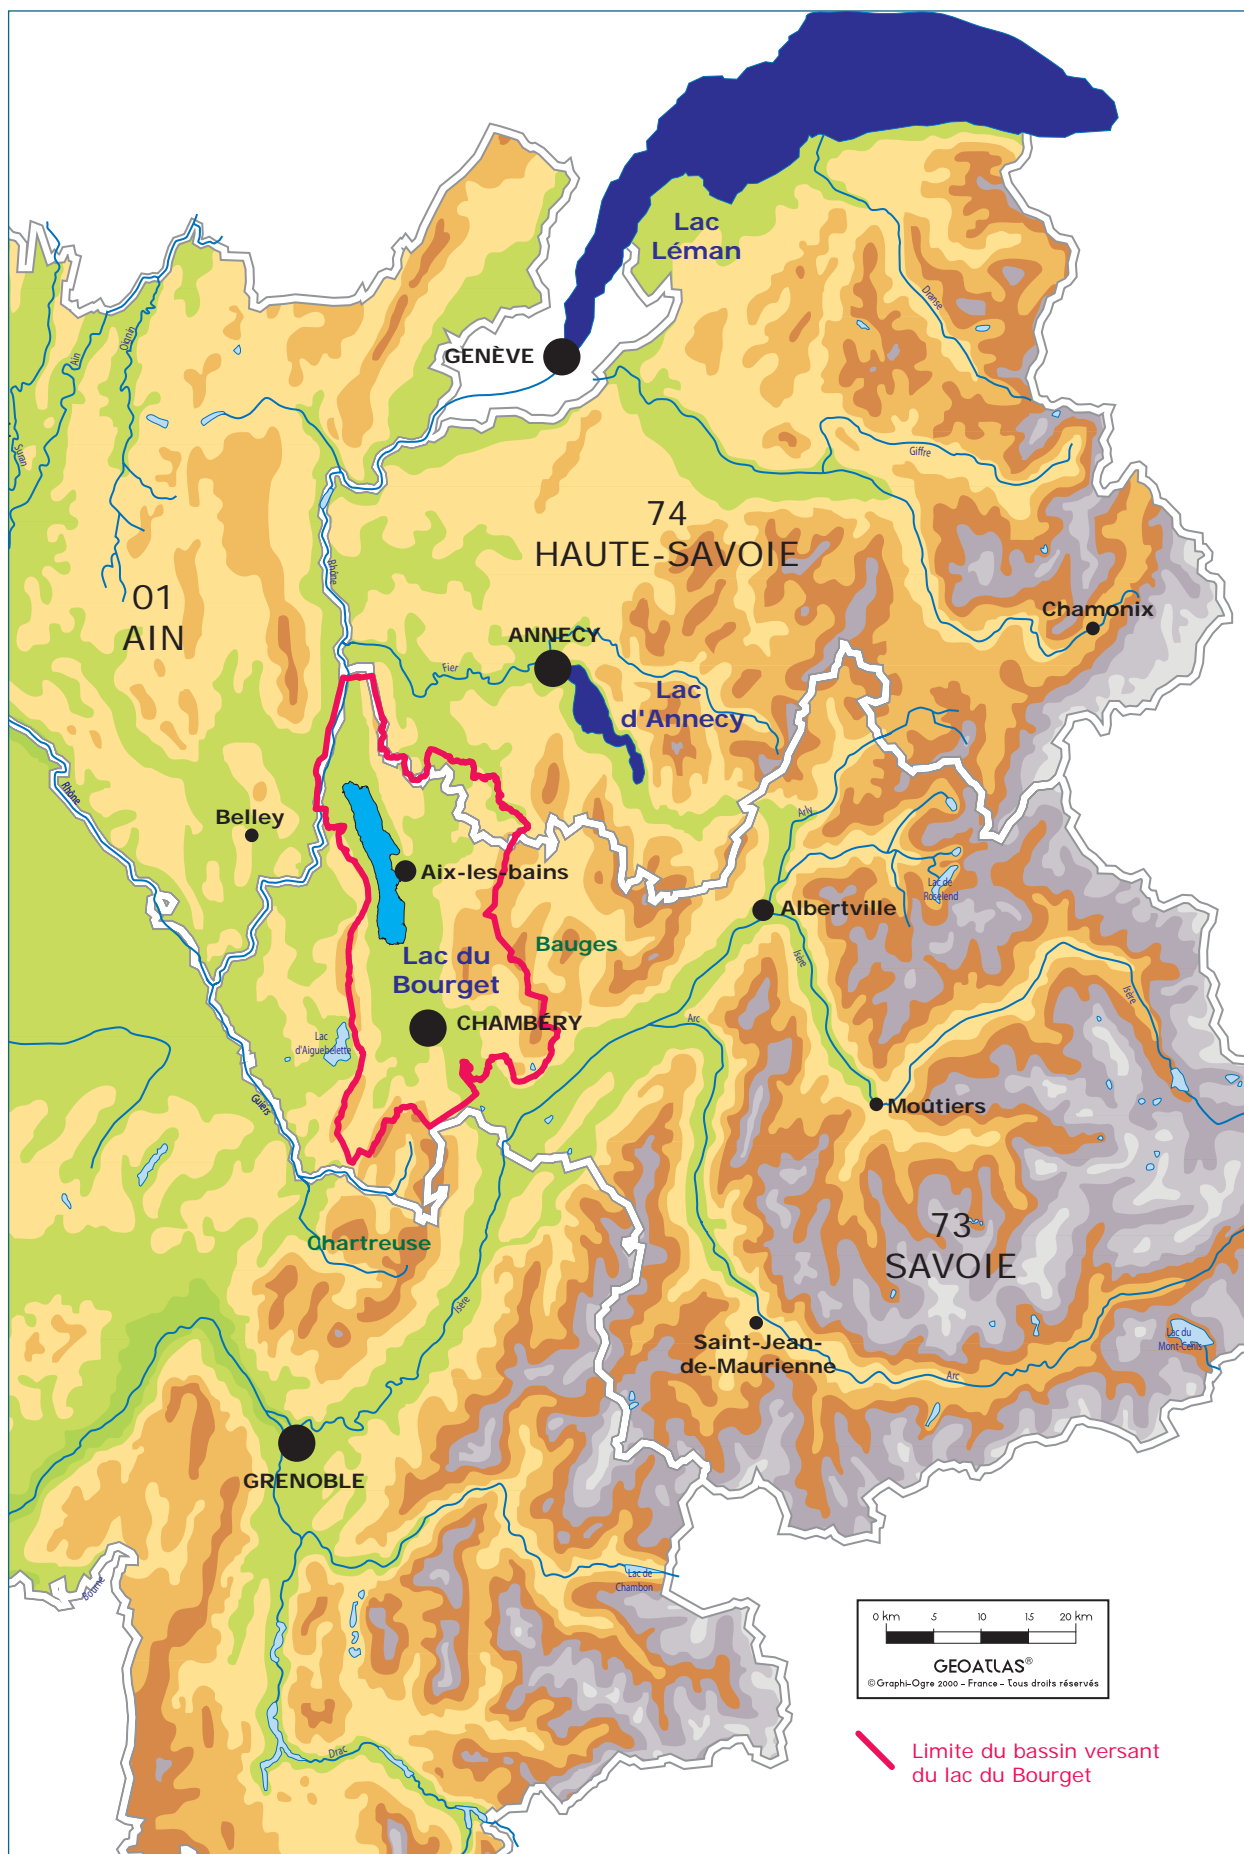 Lac
Léman
Dranse
GENÈVE
Oignin
Ain
Suran
Giffre
74
HAUTE-SAVOIE
Rhône
01
AIN
Chamonix
ANNECY
Fier
Lac
d'Annecy
Rhône
Belley
Arly
Aix-les-bains
Lac de
Roselend
Albertville
Bauges
Isère
Lac du
Bourget
Isère
CHAMBÉRY
Arc
Lac
d'Aiguebelette
Guiers
Moûtiers
73
SAVOIE
Chartreuse
Isère
Saint-Jean-
de-Maurienne
Lac du
Mont-Cenis
Arc
GRENOBLE
Bourne
Lac de
Chambon
Drac
0 km 5 10 15 20 km
GEOATLAS®
©Graphi-Ogre 2000 - France - Tous droits réservés
Limite du bassin versant
du lac du Bourget